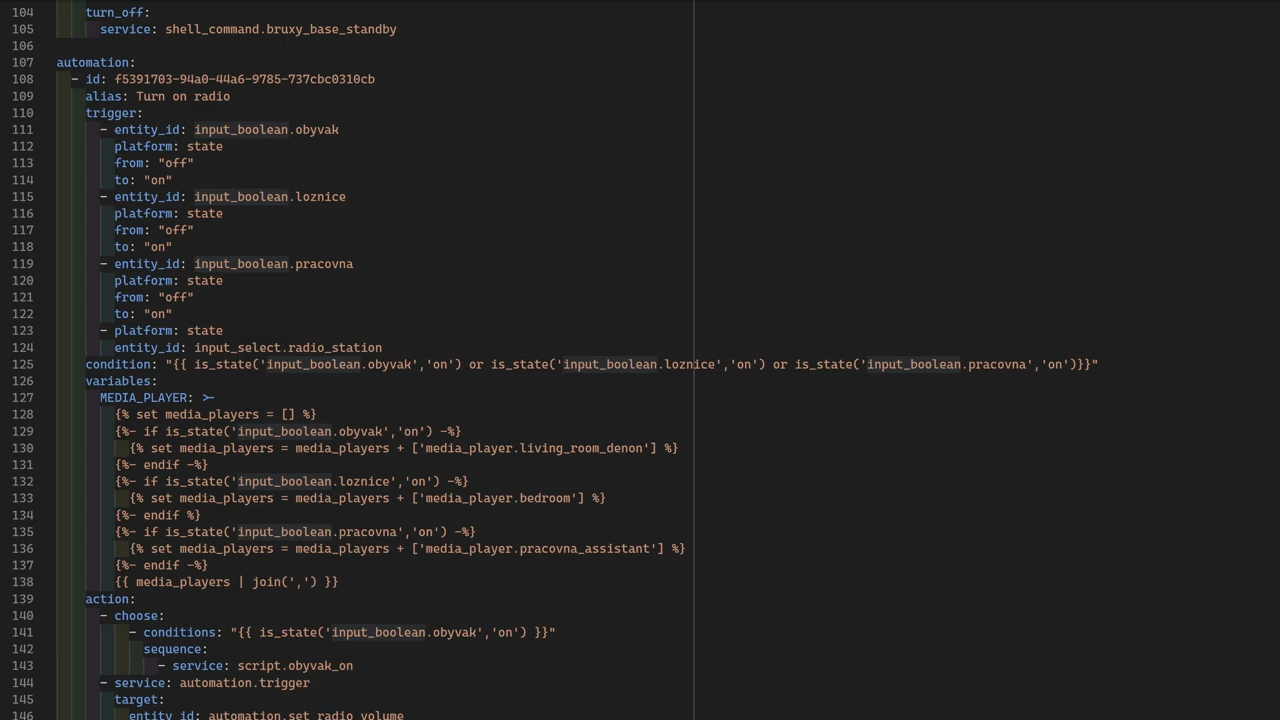 104 turn_off:
105 service: shell_command.bruxy_base_standby
106
107 automation:
108 - id: f5391703-94a0-44a6-9785-737cbc0310cb
109 alias: Turn on radio
110 trigger:
111 - entity_id: input_boolean.obyvak
112 platform: state
113 from: "off"
114 to: "on"
115 - entity_id: input_boolean.loznice
116 platform: state
117 from: "off"
118 to: "on"
119 - entity_id: input_boolean.pracovna
120 platform: state
121 from: "off"
122 to: "on"
123 - platform: state
124 entity_id: input_select.radio_station
125 condition: "{{ is_state('input_boolean.obyvak','on') or is_state('input_boolean.loznice','on') or is_state('input_boolean.pracovna','on')}}"
126 variables:
127 MEDIA_PLAYER: >-
128 {% set media_players = [] %}
129 {%- if is_state('input_boolean.obyvak','on') -%}
130 {% set media_players = media_players + ['media_player.living_room_denon'] %}
131 {%- endif -%}
132 {%- if is_state('input_boolean.loznice','on') -%}
133 {% set media_players = media_players + ['media_player.bedroom'] %}
134 {%- endif %}
135 {%- if is_state('input_boolean.pracovna','on') -%}
136 {% set media_players = media_players + ['media_player.pracovna_assistant'] %}
137 {%- endif -%}
138 {{ media_players | join(',') }}
139 action:
140 - choose:
141 - conditions: "{{ is_state('input_boolean.obyvak','on') }}"
142 sequence:
143 - service: script.obyvak_on
144 - service: automation.trigger
145 target:
146 entity_id: automation.set_radio_volume